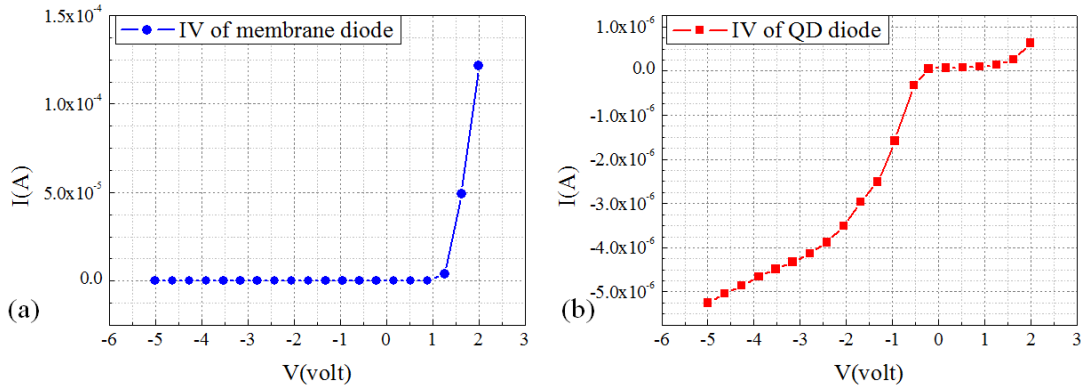 IV of membrane diode
1.5x10⁻⁴
1.0x10⁻⁴
5.0x10⁻⁵
0.0
I(A)
-6 -5 -4 -3 -2 -1 0 1 2 3
V(volt)
(a)
IV of QD diode
1.0x10⁻⁶
0.0
-1.0x10⁻⁶
-2.0x10⁻⁶
-3.0x10⁻⁶
-4.0x10⁻⁶
-5.0x10⁻⁶
I(A)
-6 -5 -4 -3 -2 -1 0 1 2 3
V(volt)
(b)